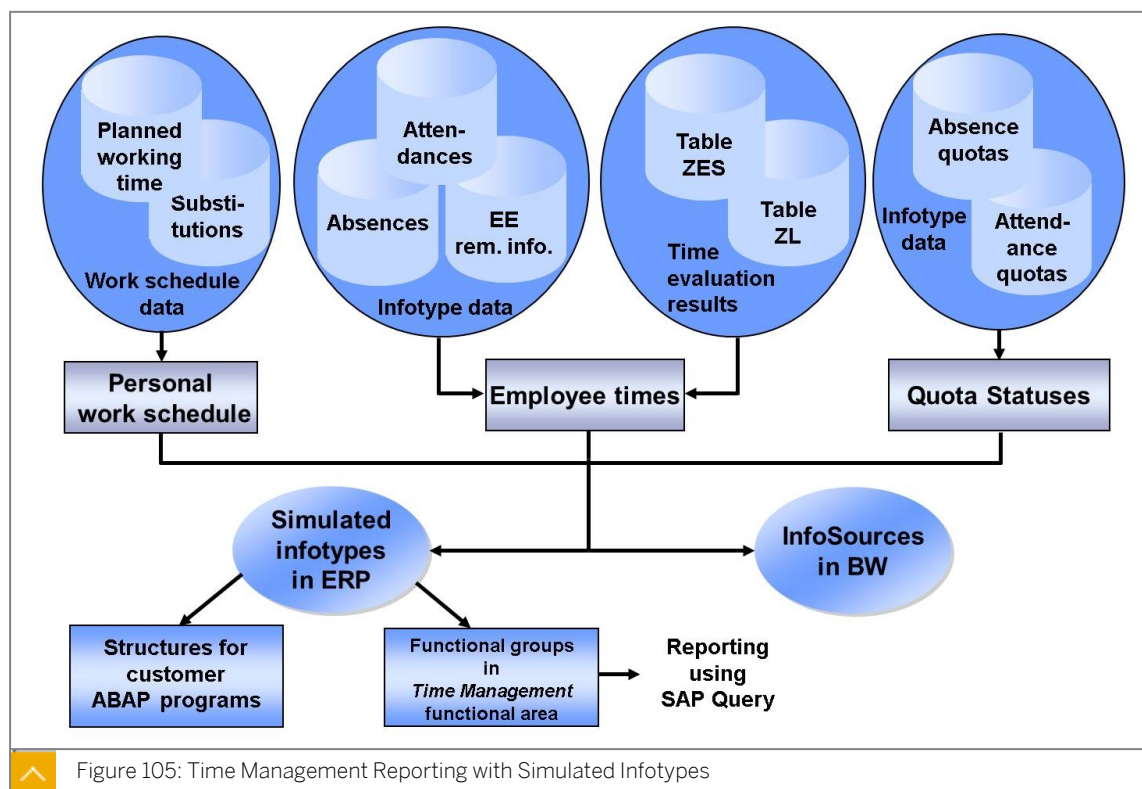 Planned
working
time
Substi-
tutions
Work schedule
data
Atten-
dances
Absences
EE
rem. info.
Infotype data
Table
ZES
Table
ZL
Time
evaluation
results
Absence
quotas
Infotype
data
Attend-
ance
quotas
Personal
work schedule
Employee times
Quota Statuses
Simulated
infotypes
in ERP
InfoSources
in BW
Structures for
customer
ABAP programs
Functional groups
in
Time Management
functional area
Reporting
using
SAP Query
Figure 105: Time Management Reporting with Simulated Infotypes